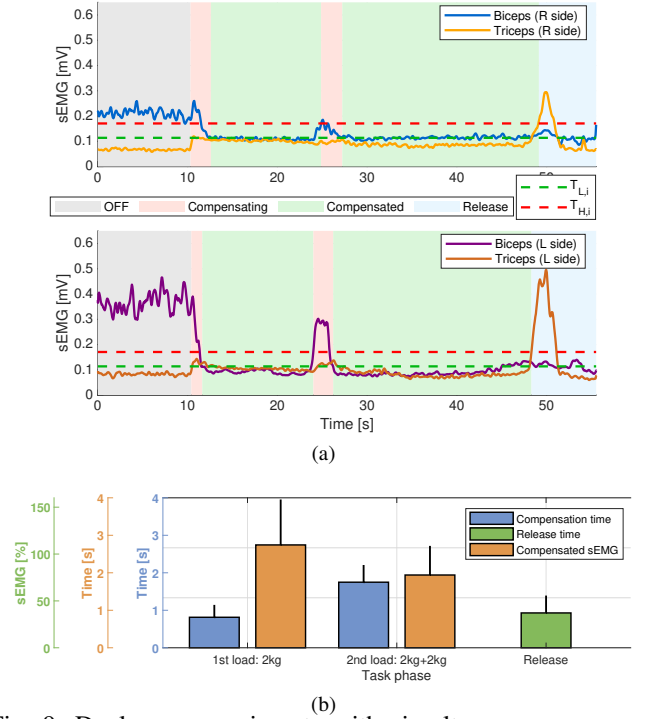 0.6
0.5
0.4
0.3
0.2
0.1
0
sEMG [mV]
Biceps (R side)
Triceps (R side)
0 10 20 30 40 50
Time [s]
OFF Compensating Compensated Release
T_L,i
T_H,i
0.6
0.5
0.4
0.3
0.2
0.1
0
sEMG [mV]
Biceps (L side)
Triceps (L side)
0 10 20 30 40 50
Time [s]
(a)
150
100
50
0
sEMG [%]
4
3
2
1
0
Time [s]
4
3
2
1
0
Time [s]
Compensation time
Release time
Compensated sEMG
1st load: 2kg 2nd load: 2kg+2kg Release
Task phase
(b)